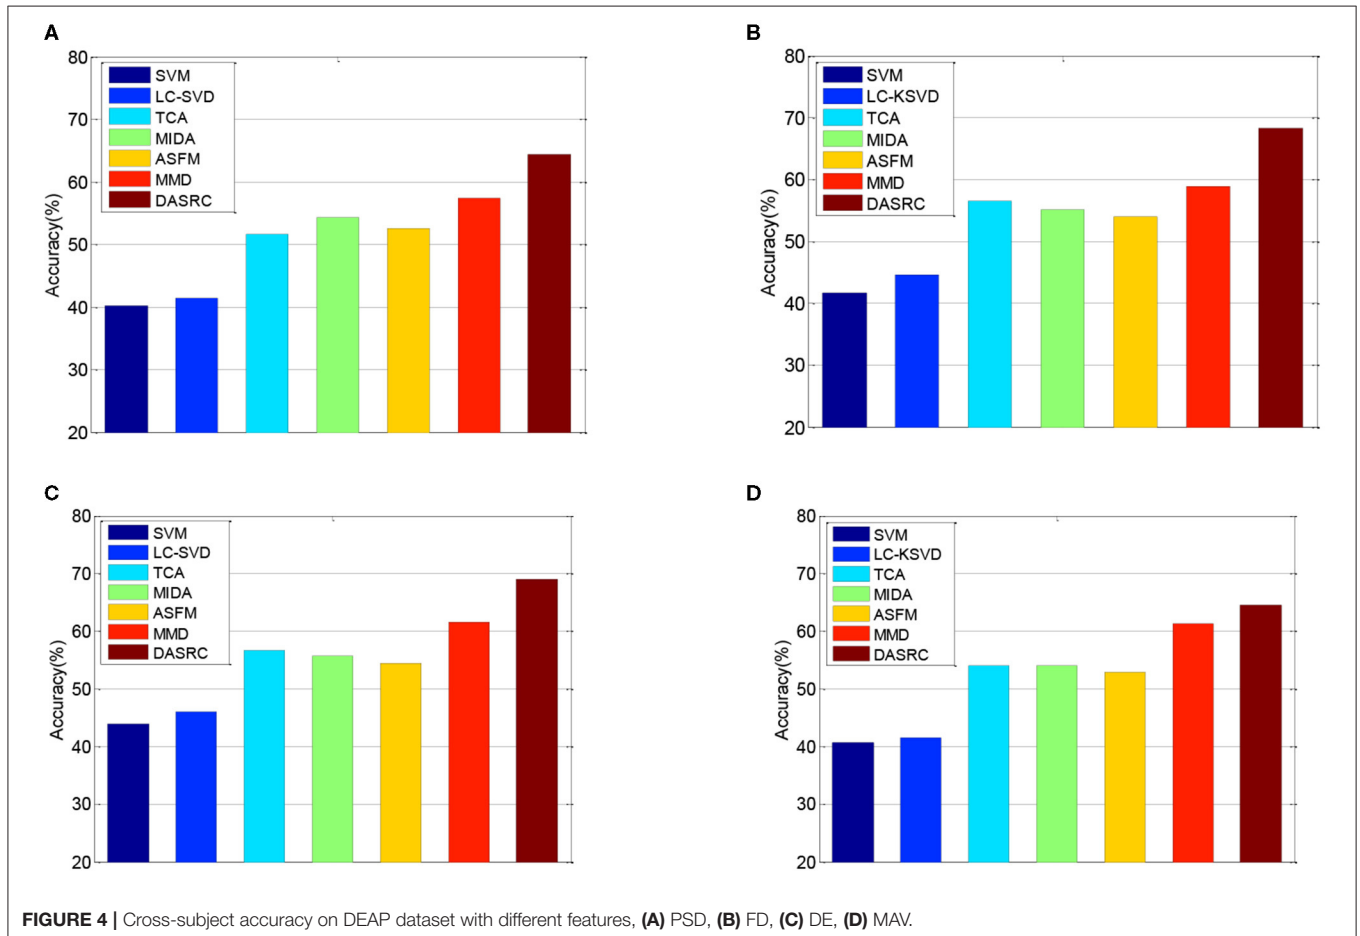 A
80
70
60
50
40
30
20
Accuracy(%)
SVM
LC-SVD
TCA
MIDA
ASFM
MMD
DASRC
B
80
70
60
50
40
30
20
Accuracy(%)
SVM
LC-KSVD
TCA
MIDA
ASFM
MMD
DASRC
C
80
70
60
50
40
30
20
Accuracy(%)
SVM
LC-SVD
TCA
MIDA
ASFM
MMD
DASRC
D
80
70
60
50
40
30
20
Accuracy(%)
SVM
LC-KSVD
TCA
MIDA
ASFM
MMD
DASRC
FIGURE 4 | Cross-subject accuracy on DEAP dataset with different features, (A) PSD, (B) FD, (C) DE, (D) MAV.